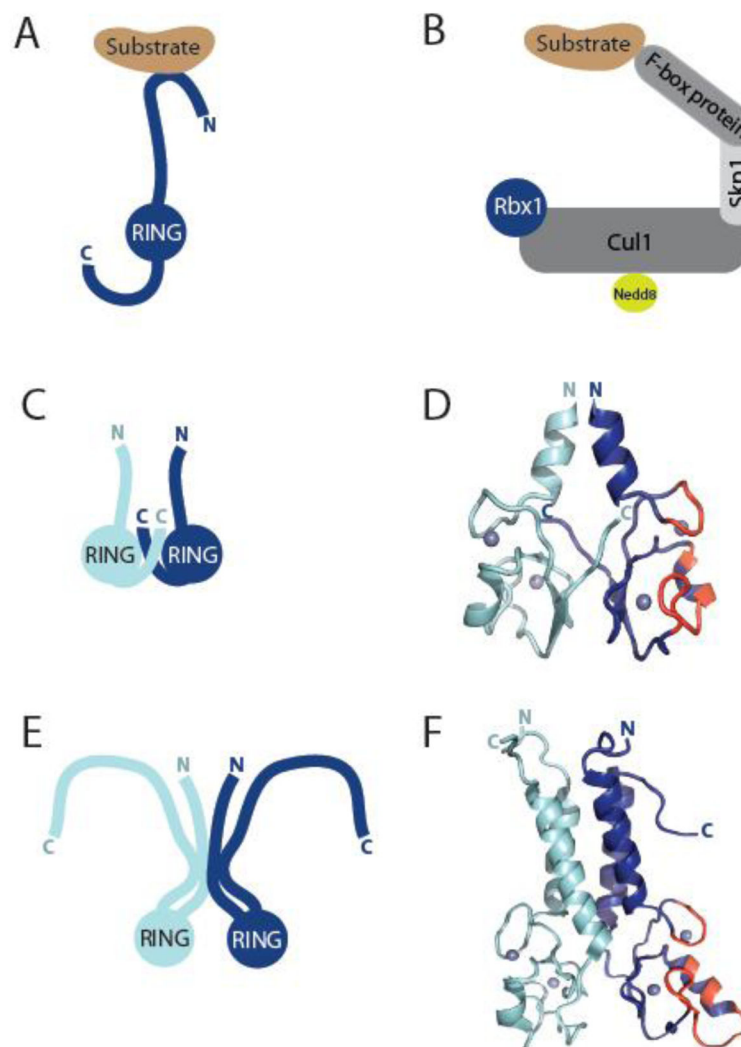 A
Substrate
N
RING
C
B
Substrate
F-box protein
skp1
Rbx1
Cul1
Nedd8
C
N
N
C
C
RING
RING
D
N
N
C
E
N
N
C
C
RING
RING
F
N
C
N
C